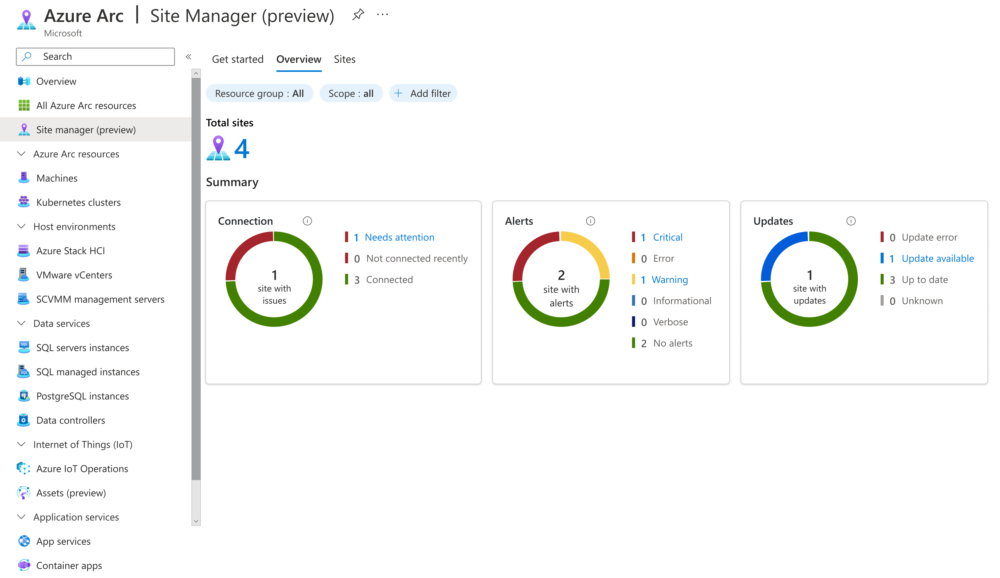 Azure Arc | Site Manager (preview) ...
Microsoft
Search
Overview
All Azure Arc resources
Site manager (preview)
Azure Arc resources
Machines
Kubernetes clusters
Host environments
Azure Stack HCI
VMware vCenters
SCVMM management servers
Data services
SQL servers instances
SQL managed instances
PostgreSQL instances
Data controllers
Internet of Things (IoT)
Azure IoT Operations
Assets (preview)
Application services
App services
Container apps
Get started Overview Sites
Resource group : All Scope : all + Add filter
Total sites
4
Summary
Connection
1
site with
issues
1 Needs attention
0 Not connected recently
3 Connected
Alerts
2
site with
alerts
1 Critical
0 Error
1 Warning
0 Informational
0 Verbose
2 No alerts
Updates
1
site with
updates
0 Update error
1 Update available
3 Up to date
0 Unknown